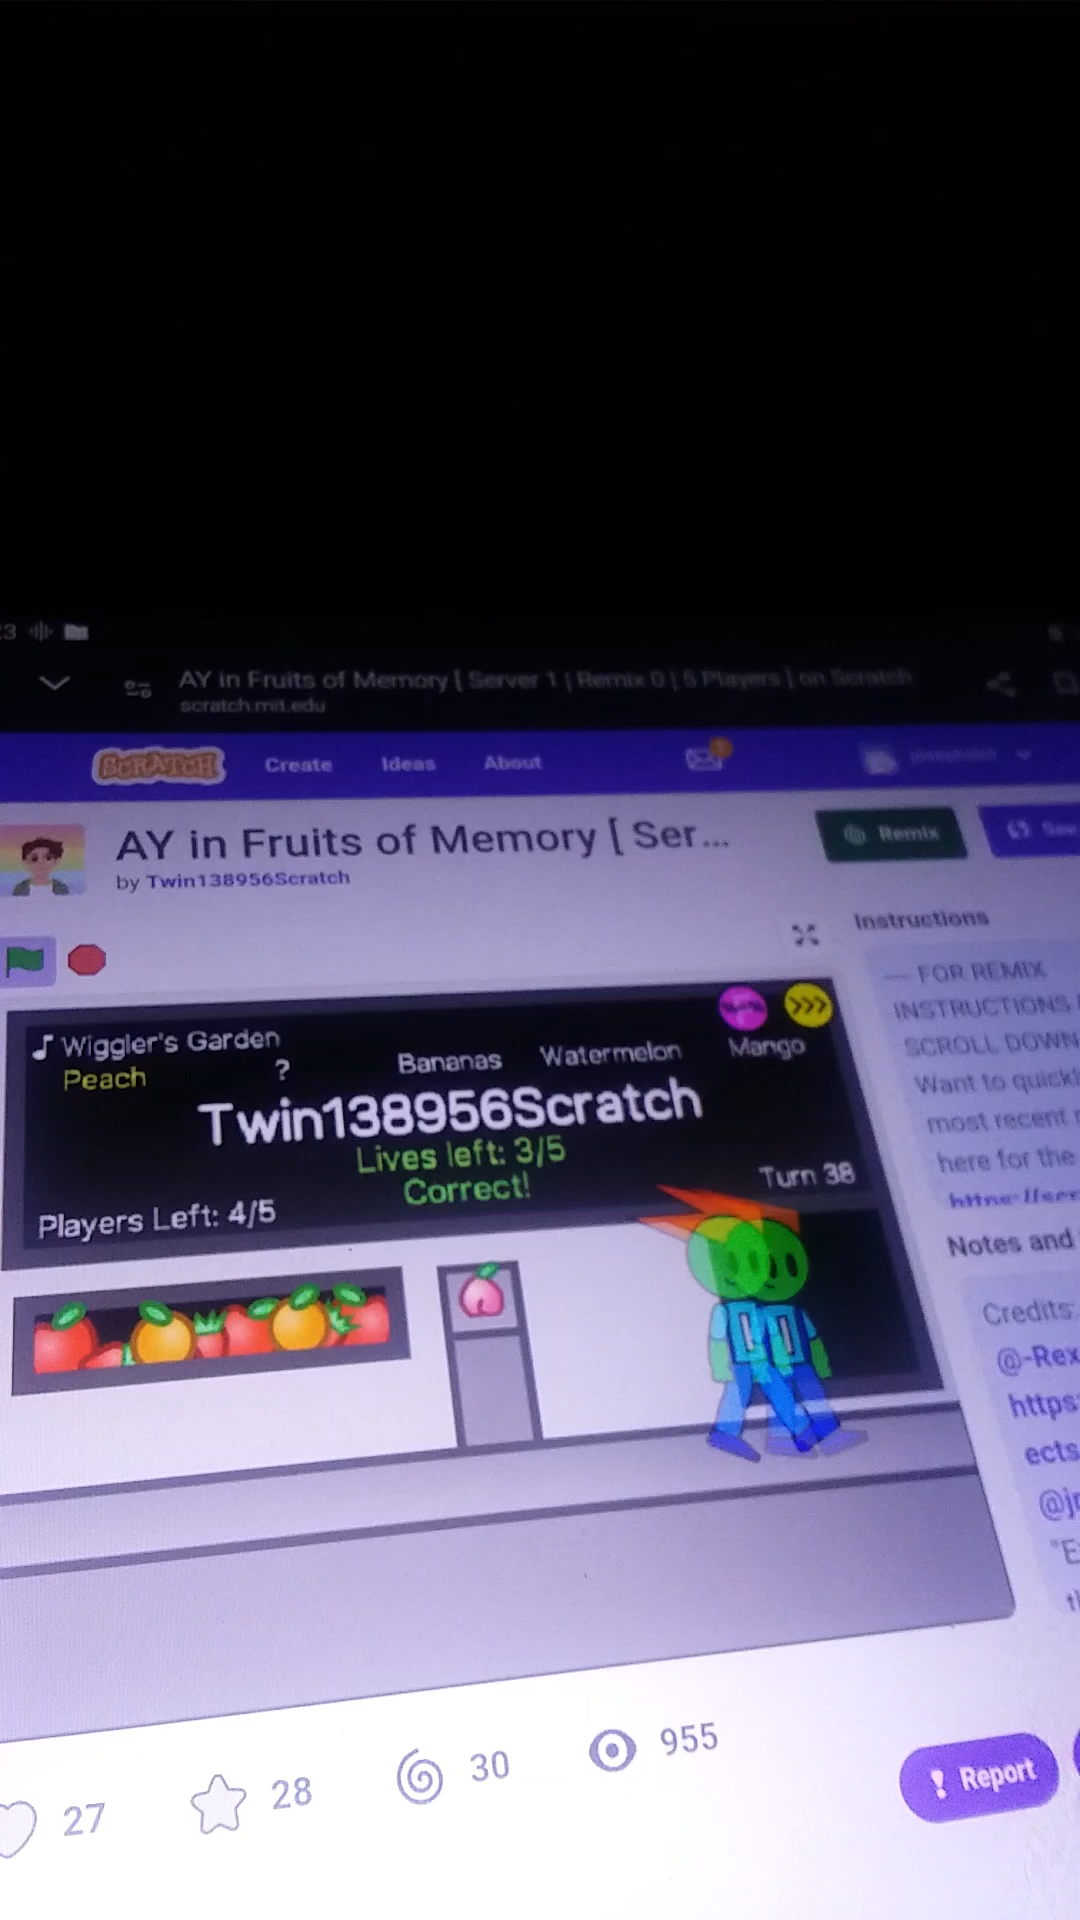 AY in Fruits of Memory [ Server 1 | Remix 0 | 5 Players ] on Scratch
scratch.mit.edu
SCRATCH
Create
Ideas
About
AY in Fruits of Memory [ Ser...
by Twin138956Scratch
Remix
Instructions
— FOR REMIX
INSTRUCTIONS
SCROLL DOWN
Want to quickl
most recent
here for the
♪ Wiggler's Garden
Peach
?
Bananas
Watermelon
Mango
>>>
Twin138956Scratch
Lives left: 3/5
Correct!
Turn 38
Players Left: 4/5
Notes and
Credits:
@-Rex
https:
ects
27
28
30
955
! Report